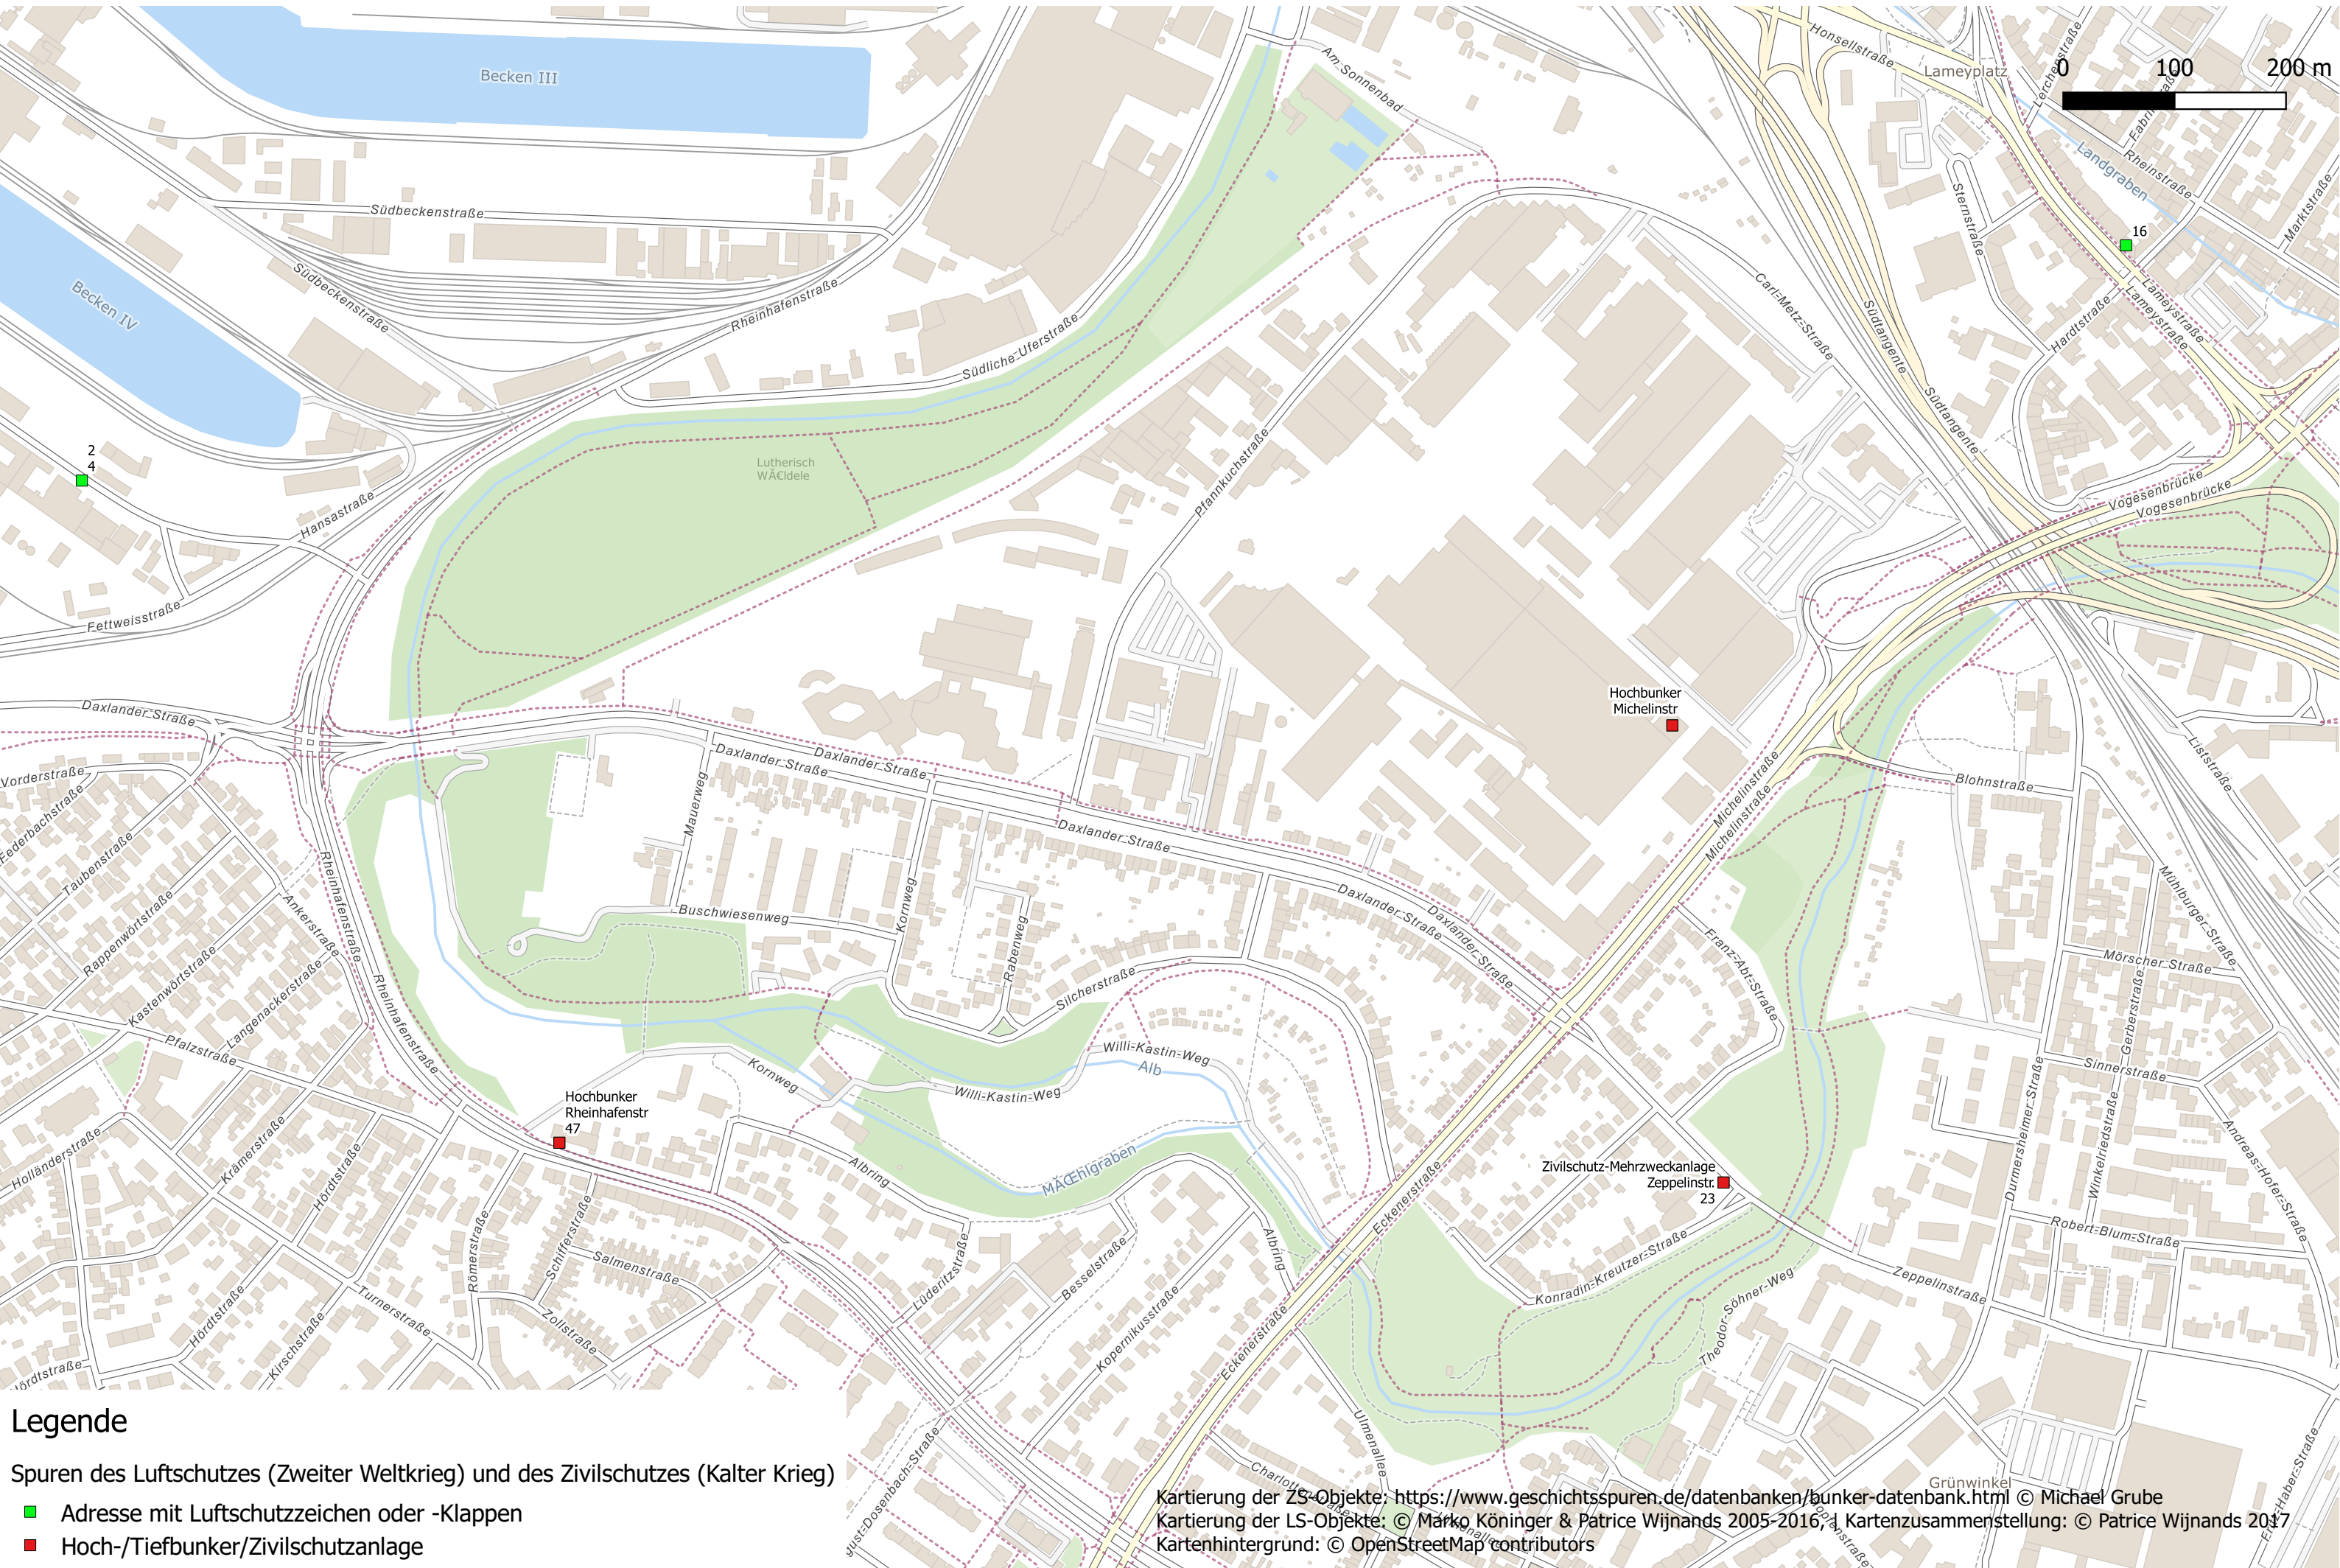 Becken III
Am Sonnenbad
Honsellstraße
Lameyplatz
Lerchenstraße
0 100 200 m
Landgraben
Rheinstraße
Marktstraße
Sternstraße
16
Südbeckenstraße
Südbeckenstraße
Becken IV
Rheinhafenstraße
Südliche Uferstraße
Carl-Metz-Straße
Südtangente
Südtangente
Hardtstraße
Lameystraße
Lameystraße
2
4
Lutherisch
WÃ€ldele
Hansastraße
Pfannkuchstraße
Vogesenbrücke
Vogesenbrücke
Fettweisstraße
Daxlander Straße
Hochbunker
Michelinstr
Vorderstraße
Federbachstraße
Taubenstraße
Rappenwörtstraße
Kastenwörtstraße
Langenackerstraße
Ankerstraße
Rheinhafenstraße
Rheinhafenstraße
Mauerweg
Daxlander Straße
Daxlander Straße
Daxlander Straße
Daxlander Straße
Daxlander Straße
Michelinstraße
Michelinstraße
Blohnstraße
Liststraße
Mühlburger Straße
Buschwiesenweg
Kornweg
Rabenweg
Silcherstraße
Franz-Abt-Straße
Mörscher Straße
Gerberstraße
Sinnerstraße
Pfalzstraße
Kornweg
Willi-Kastin-Weg
Alb
Willi-Kastin-Weg
Hochbunker
Rheinhafenstr
47
Holländerstraße
Krämerstraße
Hördtstraße
Albring
MÃŒhlgraben
Eckenerstraße
Zivilschutz-Mehrzweckanlage
Zeppelinstr.
23
Durmersheimer Straße
Winkelriedstraße
Andreas-Hofer-Straße
Robert-Blum-Straße
Römerstraße
Schifferstraße
Salmenstraße
Zollstraße
Turnerstraße
Hördtstraße
Kirschstraße
Hördtstraße
Lüderitzstraße
Besselstraße
Kopernikusstraße
Albring
Eckenerstraße
Konradin-Kreutzer-Straße
Theodor-Söhner-Weg
Zeppelinstraße
Ulmenallee
Charlottenstraße
Grünwinkel
Fritz-Haber-Straße
gust-Dosenbach-Straße
Legende
Spuren des Luftschutzes (Zweiter Weltkrieg) und des Zivilschutzes (Kalter Krieg)
Adresse mit Luftschutzzeichen oder -Klappen
Hoch-/Tiefbunker/Zivilschutzanlage
Kartierung der ZS-Objekte: https://www.geschichtsspuren.de/datenbanken/bunker-datenbank.html © Michael Grube
Kartierung der LS-Objekte: © Marko Köninger & Patrice Wijnands 2005-2016, | Kartenzusammenstellung: © Patrice Wijnands 2017
Kartenhintergrund: © OpenStreetMap contributors